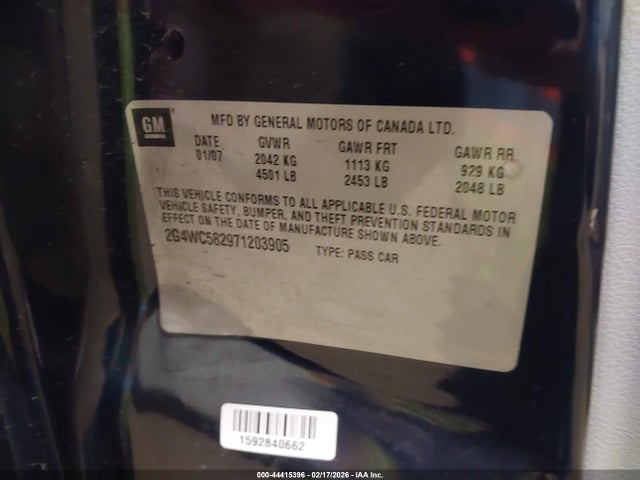 GM
MFD BY GENERAL MOTORS OF CANADA LTD.
DATE GVWR GAWR FRT GAWR RR
01/07 2042 KG 1113 KG 929 KG
4501 LB 2453 LB 2048 LB
THIS VEHICLE CONFORMS TO ALL APPLICABLE U.S. FEDERAL MOTOR
VEHICLE SAFETY, BUMPER, AND THEFT PREVENTION STANDARDS IN
EFFECT ON THE DATE OF MANUFACTURE SHOWN ABOVE.
2G4WC582971203905 TYPE: PASS CAR
1592840662
000-44415396 - 02/17/2026 - IAA Inc.